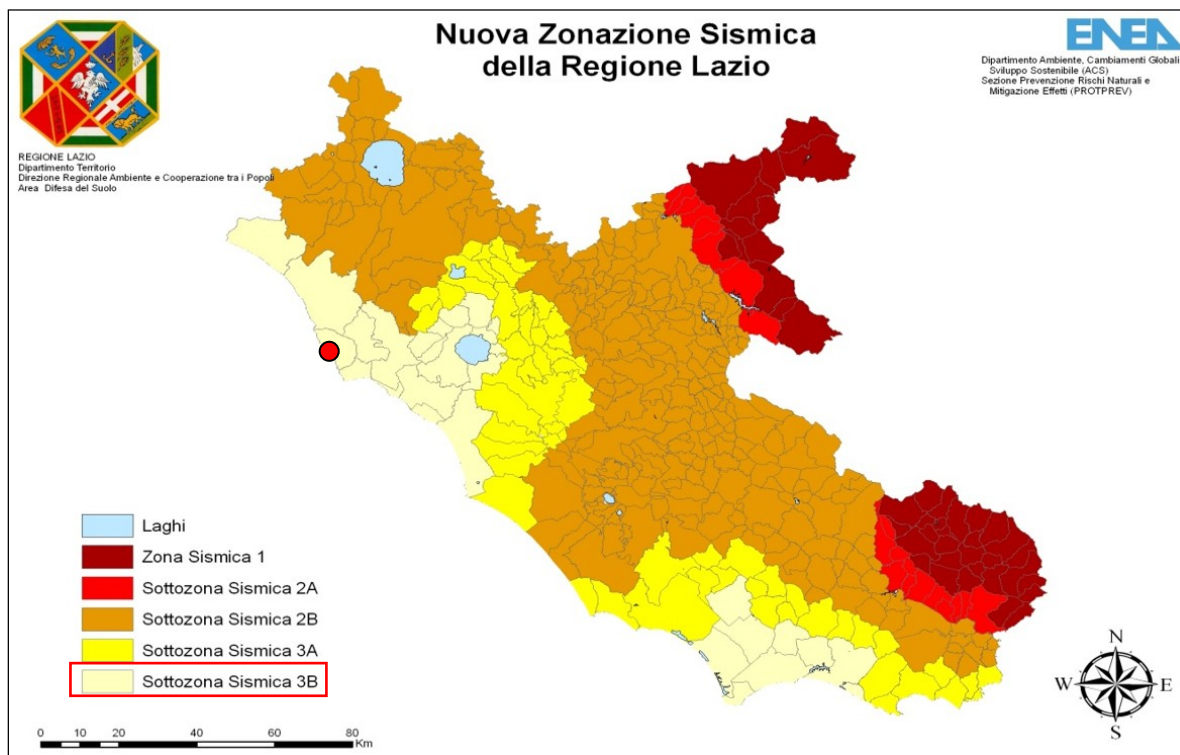 Nuova Zonazione Sismica
della Regione Lazio
ENEA
Dipartimento Ambiente, Cambiamenti Globali
Sviluppo Sostenibile (ACS)
Sezione Prevenzione Rischi Naturali e
Mitigazione Effetti (PROTPREV)
REGIONE LAZIO
Dipartimento Territorio
Direzione Regionale Ambiente e Cooperazione tra i Popoli
Area Difesa del Suolo
Laghi
Zona Sismica 1
Sottozona Sismica 2A
Sottozona Sismica 2B
Sottozona Sismica 3A
Sottozona Sismica 3B
N
W E
S
0 10 20 40 60 80
Km